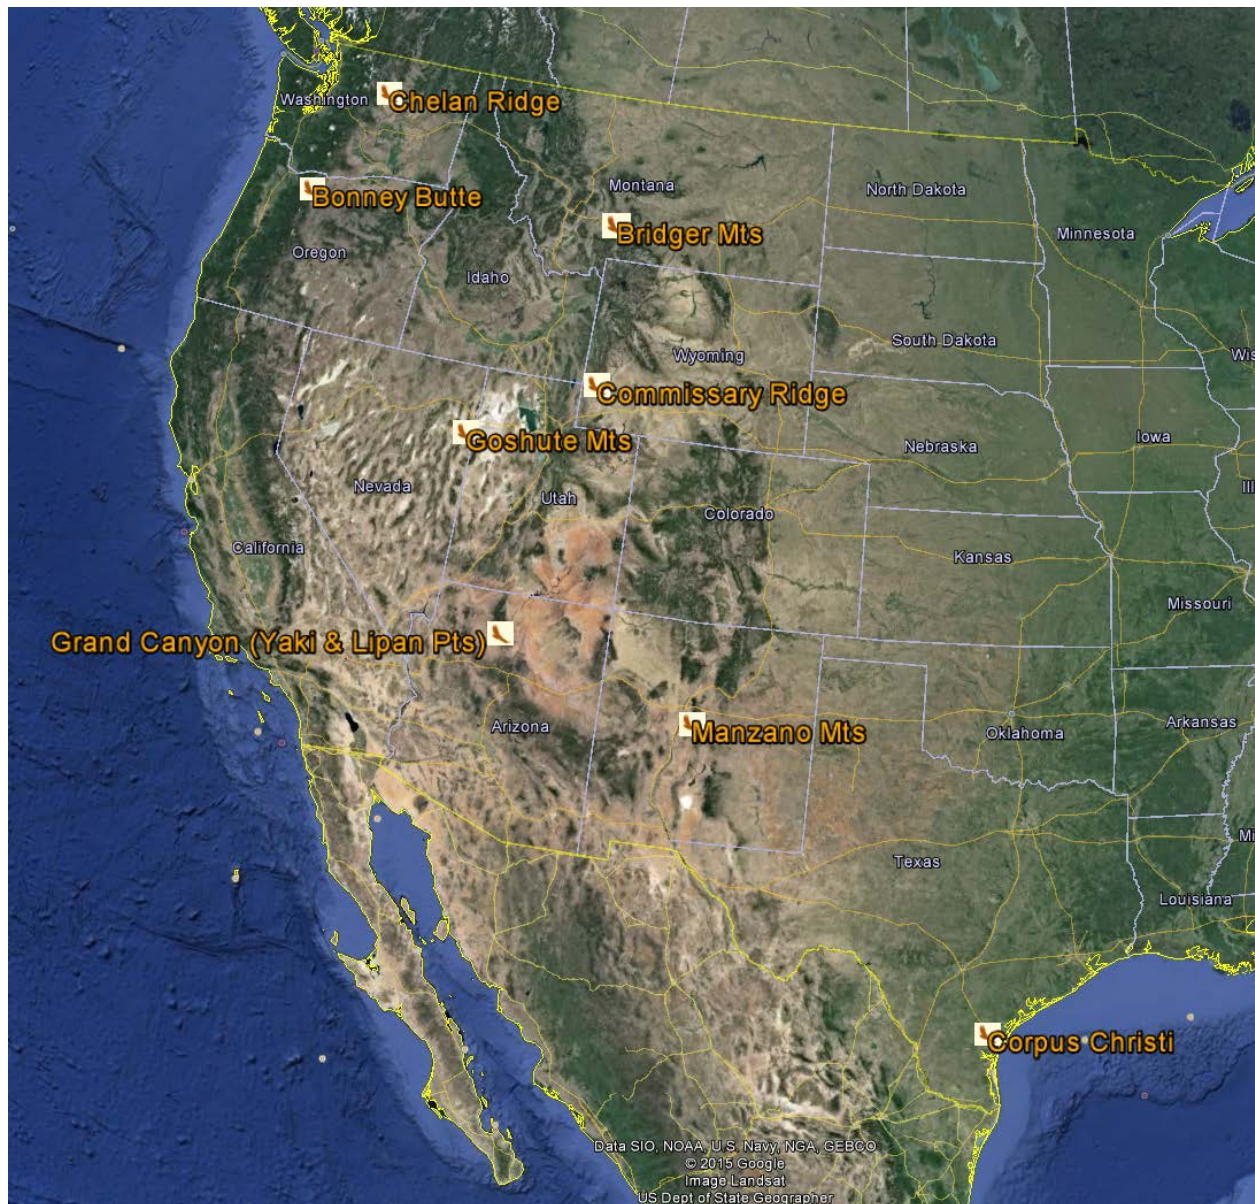 Washington
Chelan Ridge
Bonney Butte
Montana
North Dakota
Minnesota
Bridger Mts
Oregon
Idaho
South Dakota
Wyoming
Wis
Commissary Ridge
Goshute Mts
Nebraska
Iowa
Nevada
Utah
Ill
Colorado
California
Kansas
Missouri
Grand Canyon (Yaki & Lipan Pts)
Arizona
Manzano Mts
Oklahoma
Arkansas
Mi
Texas
Louisiana
Corpus Christi
Data SIO, NOAA, U.S. Navy, NGA, GEBCO
© 2015 Google
Image Landsat
US Dept of State Geographer